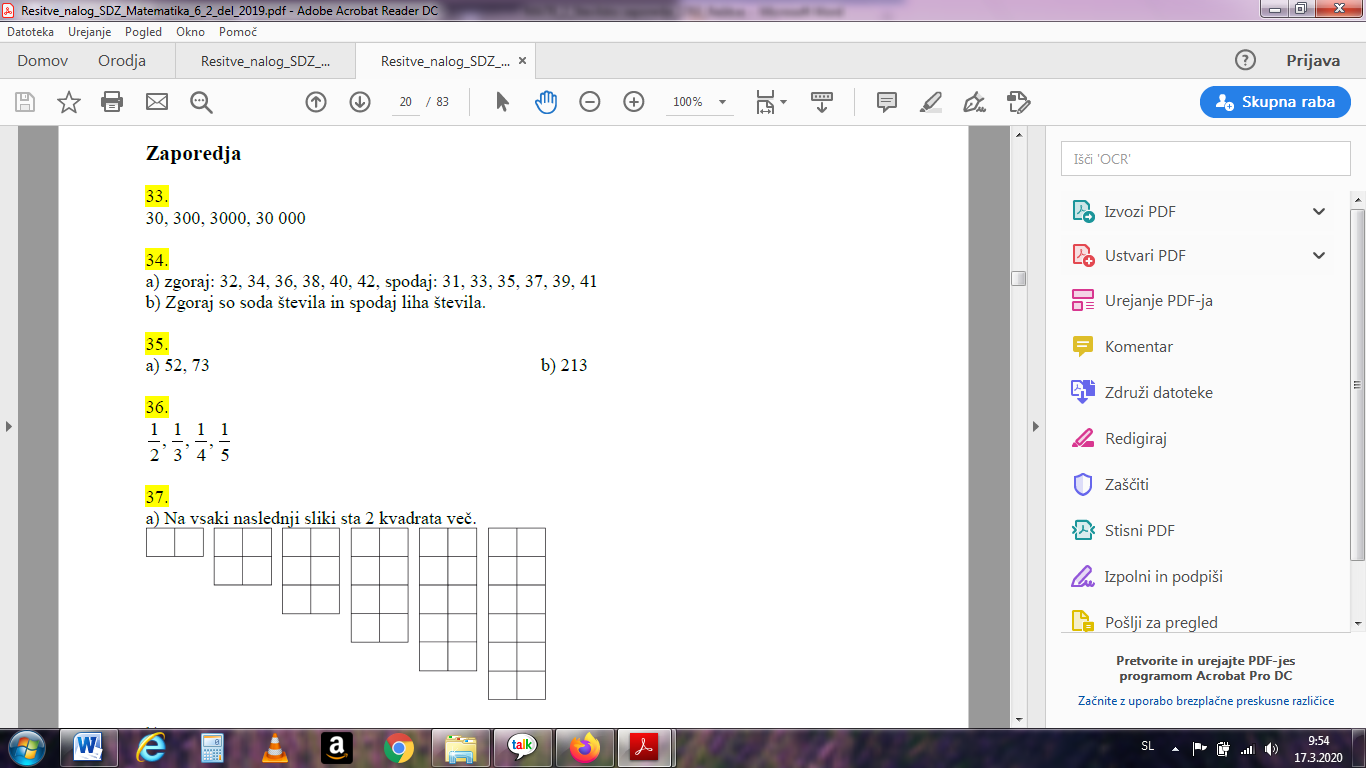 Resitve_nalog_SDZ_Matematika_6_2_del_2019.pdf - Adobe Acrobat Reader DC
Datoteka Urejanje Pogled Okno Pomoč
Domov Orodja Resitve_nalog_SDZ_... Resitve_nalog_SDZ_... × Prijava
20 / 83 100% Skupna raba
Zaporedja
33.
30, 300, 3000, 30 000
34.
a) zgoraj: 32, 34, 36, 38, 40, 42, spodaj: 31, 33, 35, 37, 39, 41
b) Zgoraj so soda števila in spodaj liha števila.
35.
a) 52, 73 b) 213
36.
1/2, 1/3, 1/4, 1/5
37.
a) Na vsaki naslednji sliki sta 2 kvadrata več.
Išči 'OCR'
Izvozi PDF
Ustvari PDF
Urejanje PDF-ja
Komentar
Združi datoteke
Redigiraj
Zaščiti
Stisni PDF
Izpolni in podpiši
Pošlji za pregled
Pretvorite in urejajte PDF-jes
programom Acrobat Pro DC
Začnite z uporabo brezplačne preskusne različice
talk
SL
9:54
17.3.2020